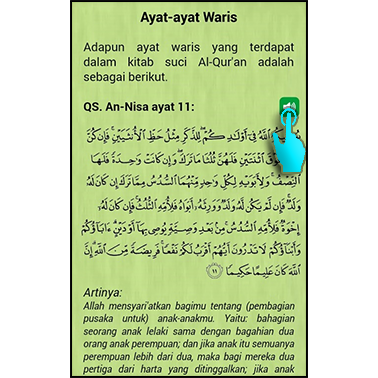 Ayat-ayat Waris
Adapun ayat waris yang terdapat
dalam kitab suci Al-Qur'an adalah
sebagai berikut.
QS. An-Nisa ayat 11:
يُوصِيكُمُ اللَّهُ فِي أَوْلَادِكُمْ لِلذَّكَرِ مِثْلُ حَظِّ الْأُنْثَيَيْنِ فَإِنْ كُنَّ
فَوْقَ اثْنَتَيْنِ فَلَهُنَّ ثُلُثَا مَا تَرَكَ وَإِنْ كَانَتْ وَاحِدَةً فَلَهَا
النِّصْفُ وَلِأَبَوَيْهِ لِكُلِّ وَاحِدٍ مِنْهُمَا السُّدُسُ مِمَّا تَرَكَ إِنْ كَانَ لَهُ
وَلَدٌ فَإِنْ لَمْ يَكُنْ لَهُ وَلَدٌ وَوَرِثَهُ أَبَوَاهُ فَلِأُمِّهِ الثُّلُثُ فَإِنْ كَانَ لَهُ
إِخْوَةٌ فَلِأُمِّهِ السُّدُسُ مِنْ بَعْدِ وَصِيَّةٍ يُوصِي بِهَا أَوْ دَيْنٍ ءَابَاؤُكُمْ
وَأَبْنَاؤُكُمْ لَا تَدْرُونَ أَيُّهُمْ أَقْرَبُ لَكُمْ نَفْعًا فَرِيضَةً مِنَ اللَّهِ إِنَّ
اللَّهَ كَانَ عَلِيمًا حَكِيمًا ١١
Artinya:
Allah mensyari'atkan bagimu tentang (pembagian
pusaka untuk) anak-anakmu. Yaitu: bahagian
seorang anak lelaki sama dengan bagahian dua
orang anak perempuan; dan jika anak itu semuanya
perempuan lebih dari dua, maka bagi mereka dua
pertiga dari harta yang ditinggalkan; jika anak